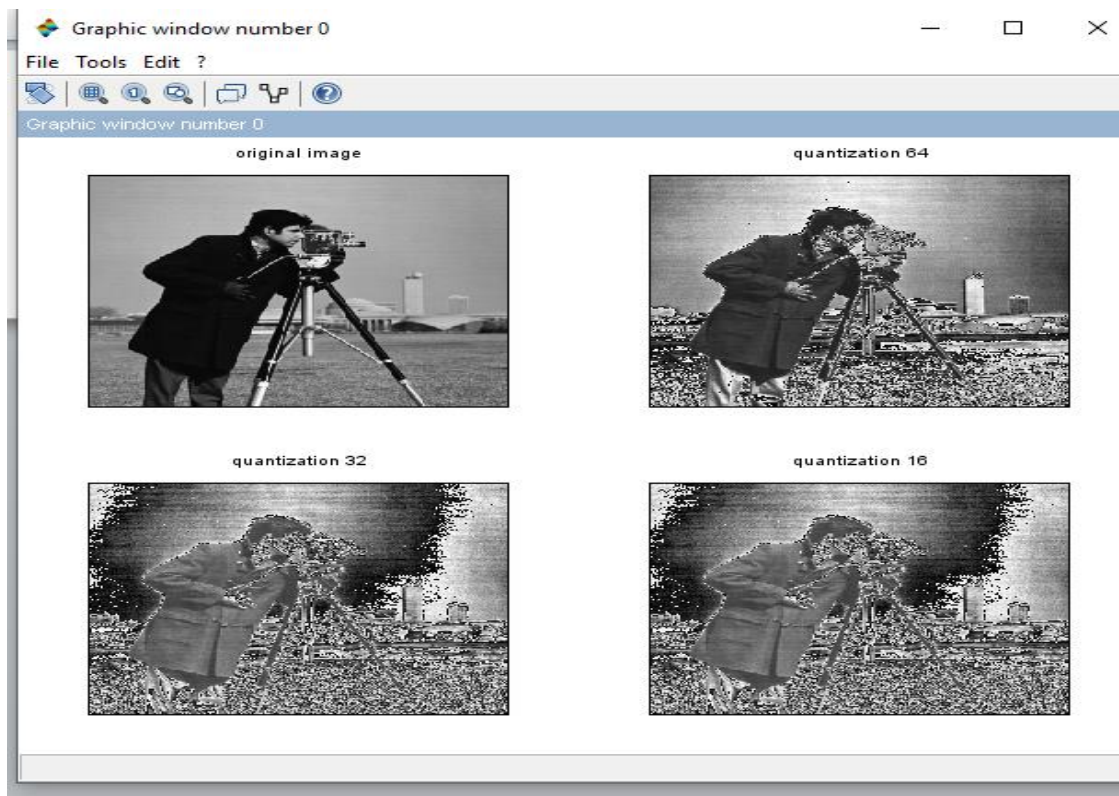 Graphic window number 0
File Tools Edit ?
Graphic window number 0
original image
quantization 64
quantization 32
quantization 16